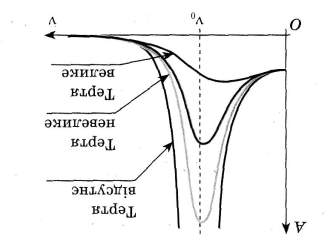 A
Тертя
відсутнє
Тертя
невелике
Тертя
велике
O
ν₀
ν